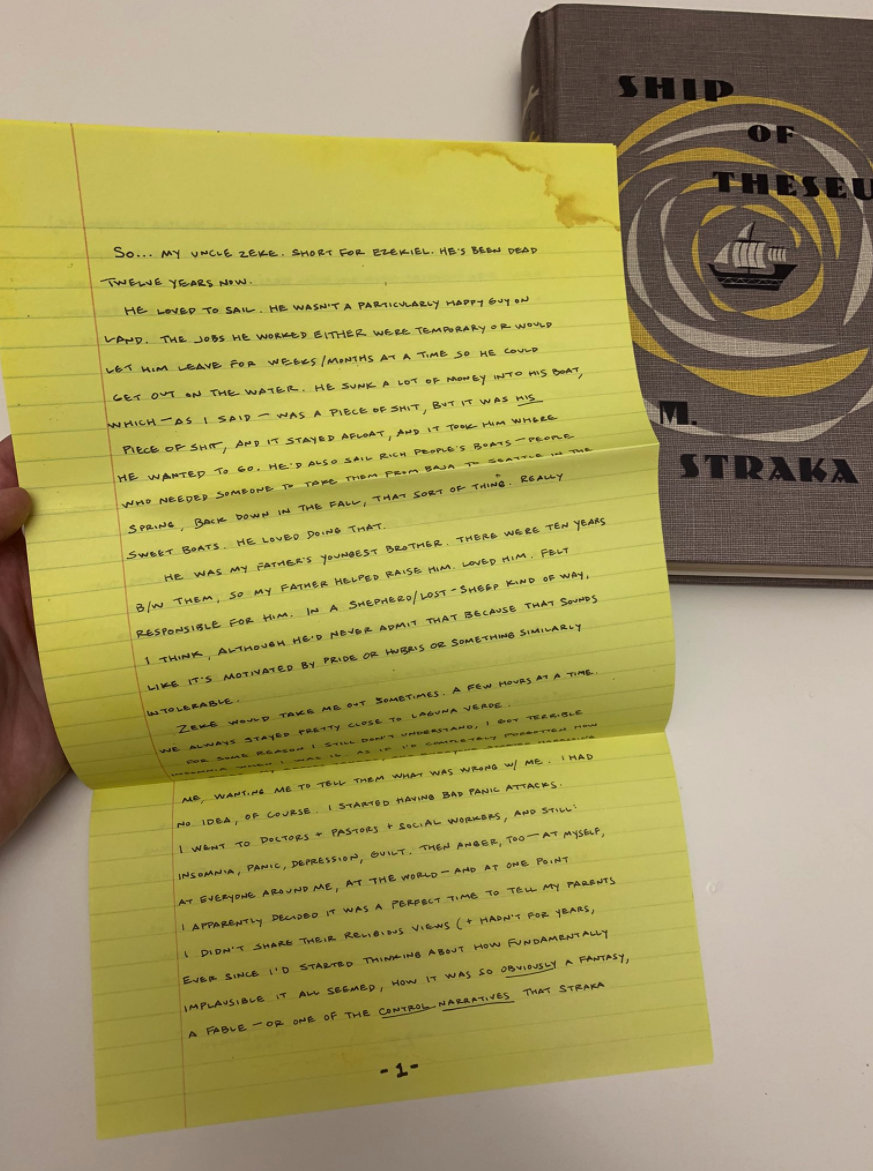 So... MY UNCLE ZEKE. SHORT FOR EZEKIEL. HE'S BEEN DEAD
TWELVE YEARS NOW.
HE LOVED TO SAIL. HE WASN'T A PARTICULARLY HAPPY GUY ON
LAND. THE JOBS HE WORKED EITHER WERE TEMPORARY OR WOULD
LET HIM LEAVE FOR WEEKS/MONTHS AT A TIME SO HE COULD
GET OUT ON THE WATER. HE SUNK A LOT OF MONEY INTO HIS BOAT,
WHICH – AS I SAID – WAS A PIECE OF SHIT, BUT IT WAS HIS
PIECE OF SHIT, AND IT STAYED AFLOAT, AND IT TOOK HIM WHERE
HE WANTED TO GO. HE'D ALSO SAIL RICH PEOPLE'S BOATS – PEOPLE
WHO NEEDED SOMEONE TO TAKE THEM FROM BAJA TO SEATTLE IN THE
SPRING, BACK DOWN IN THE FALL, THAT SORT OF THING. REALLY
SWEET BOATS. HE LOVED DOING THAT.
HE WAS MY FATHER'S YOUNGEST BROTHER. THERE WERE TEN YEARS
B/W THEM, SO MY FATHER HELPED RAISE HIM. LOVED HIM. FELT
RESPONSIBLE FOR HIM. IN A SHEPHERD/LOST-SHEEP KIND OF WAY,
I THINK, ALTHOUGH HE'D NEVER ADMIT THAT BECAUSE THAT SOUNDS
LIKE IT'S MOTIVATED BY PRIDE OR HUBRIS OR SOMETHING SIMILARLY
INTOLERABLE.
ZEKE WOULD TAKE ME OUT SOMETIMES. A FEW HOURS AT A TIME.
WE ALWAYS STAYED PRETTY CLOSE TO LAGUNA VERDE.
FOR SOME REASON I STILL DON'T UNDERSTAND, I GOT TERRIBLE
INSOMNIA WHEN I WAS 16. AS IF I'D COMPLETELY FORGOTTEN HOW
ME, WANTING ME TO TELL THEM WHAT WAS WRONG W/ ME. I HAD
NO IDEA, OF COURSE. I STARTED HAVING BAD PANIC ATTACKS.
I WENT TO DOCTORS + PASTORS + SOCIAL WORKERS, AND STILL:
INSOMNIA, PANIC, DEPRESSION, GUILT. THEN ANGER, TOO – AT MYSELF,
AT EVERYONE AROUND ME, AT THE WORLD – AND AT ONE POINT
I APPARENTLY DECIDED IT WAS A PERFECT TIME TO TELL MY PARENTS
I DIDN'T SHARE THEIR RELIGIOUS VIEWS (+ HADN'T FOR YEARS,
EVER SINCE I'D STARTED THINKING ABOUT HOW FUNDAMENTALLY
IMPLAUSIBLE IT ALL SEEMED, HOW IT WAS SO OBVIOUSLY A FANTASY,
A FABLE – OR ONE OF THE CONTROL NARRATIVES THAT STRAKA
-1-
SHIP
OF
THESEU
M.
STRAKA